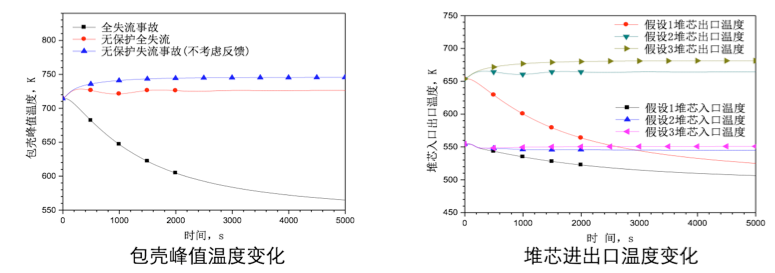 全失流事故
无保护全失流
无保护失流事故(不考虑反馈)
包壳峰值温度, K
800
750
700
650
600
550
0
1000
2000
3000
4000
5000
时间, s
包壳峰值温度变化
假设1堆芯出口温度
假设2堆芯出口温度
假设3堆芯出口温度
假设1堆芯入口温度
假设2堆芯入口温度
假设3堆芯入口温度
堆芯入口出口温度, K
750
700
650
600
550
500
450
0
1000
2000
3000
4000
5000
时 间, s
堆芯进出口温度变化